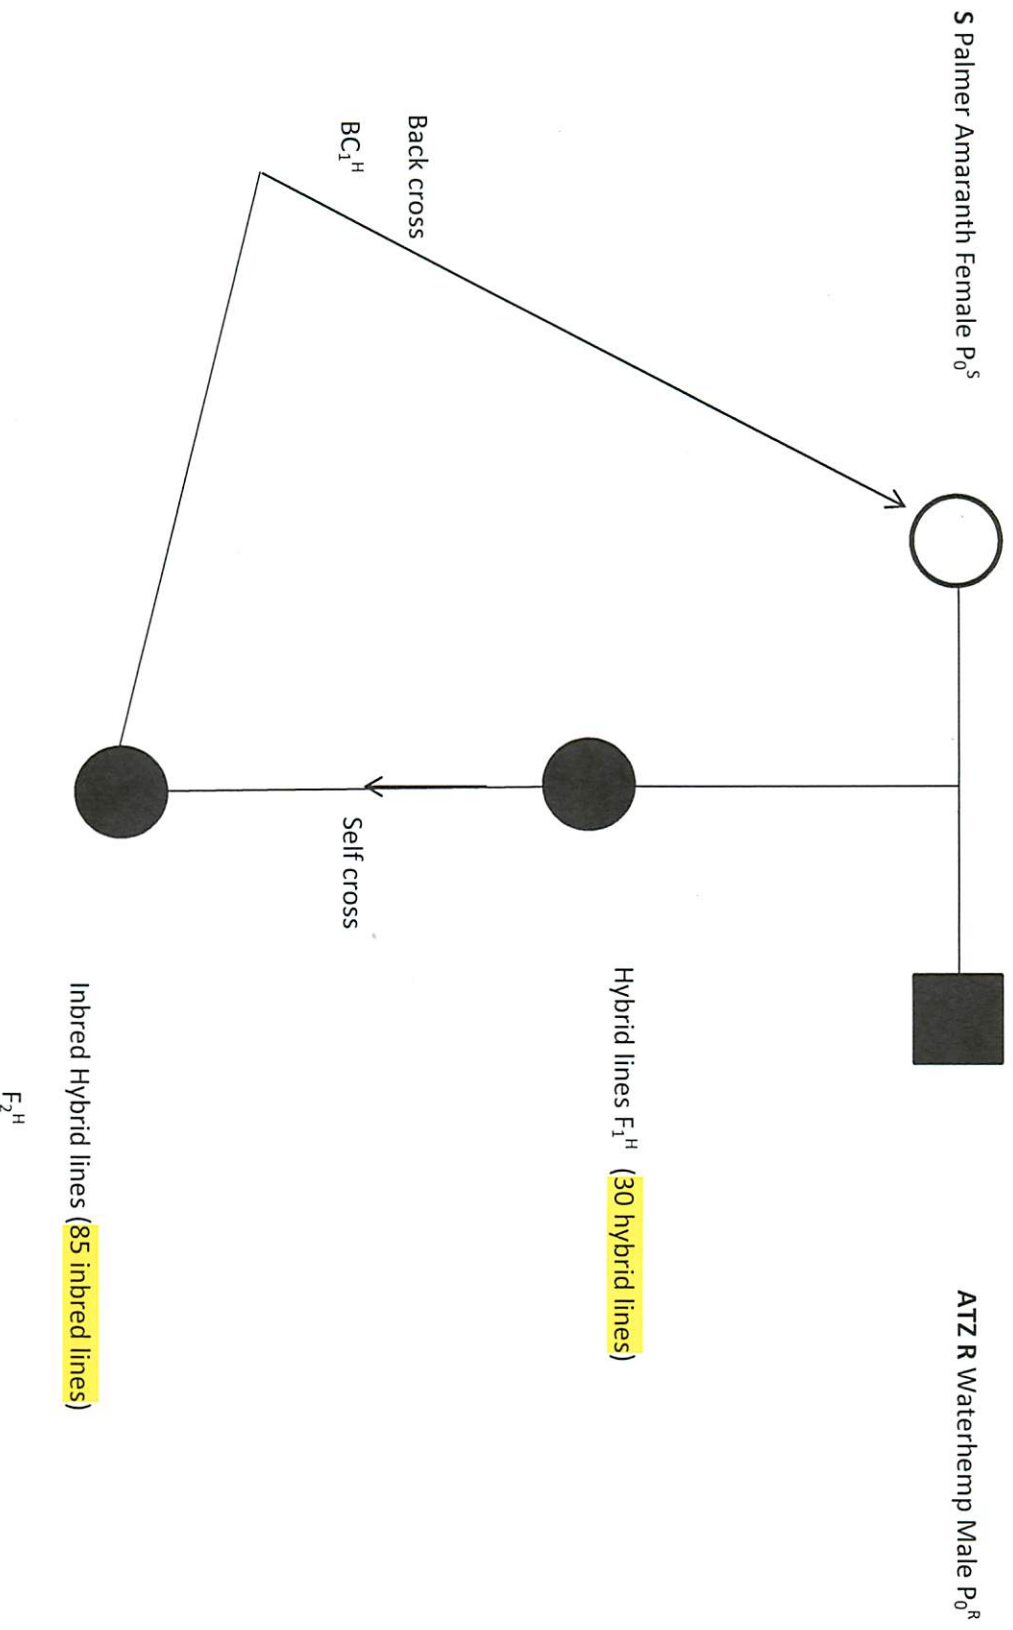 S Palmer Amaranth Female P₀ˢ
ATZ R Waterhemp Male P₀ᴿ
Hybrid lines F₁ᴴ (30 hybrid lines)
Back cross
BC₁ᴴ
Self cross
Inbred Hybrid lines (85 inbred lines)
F₂ᴴ